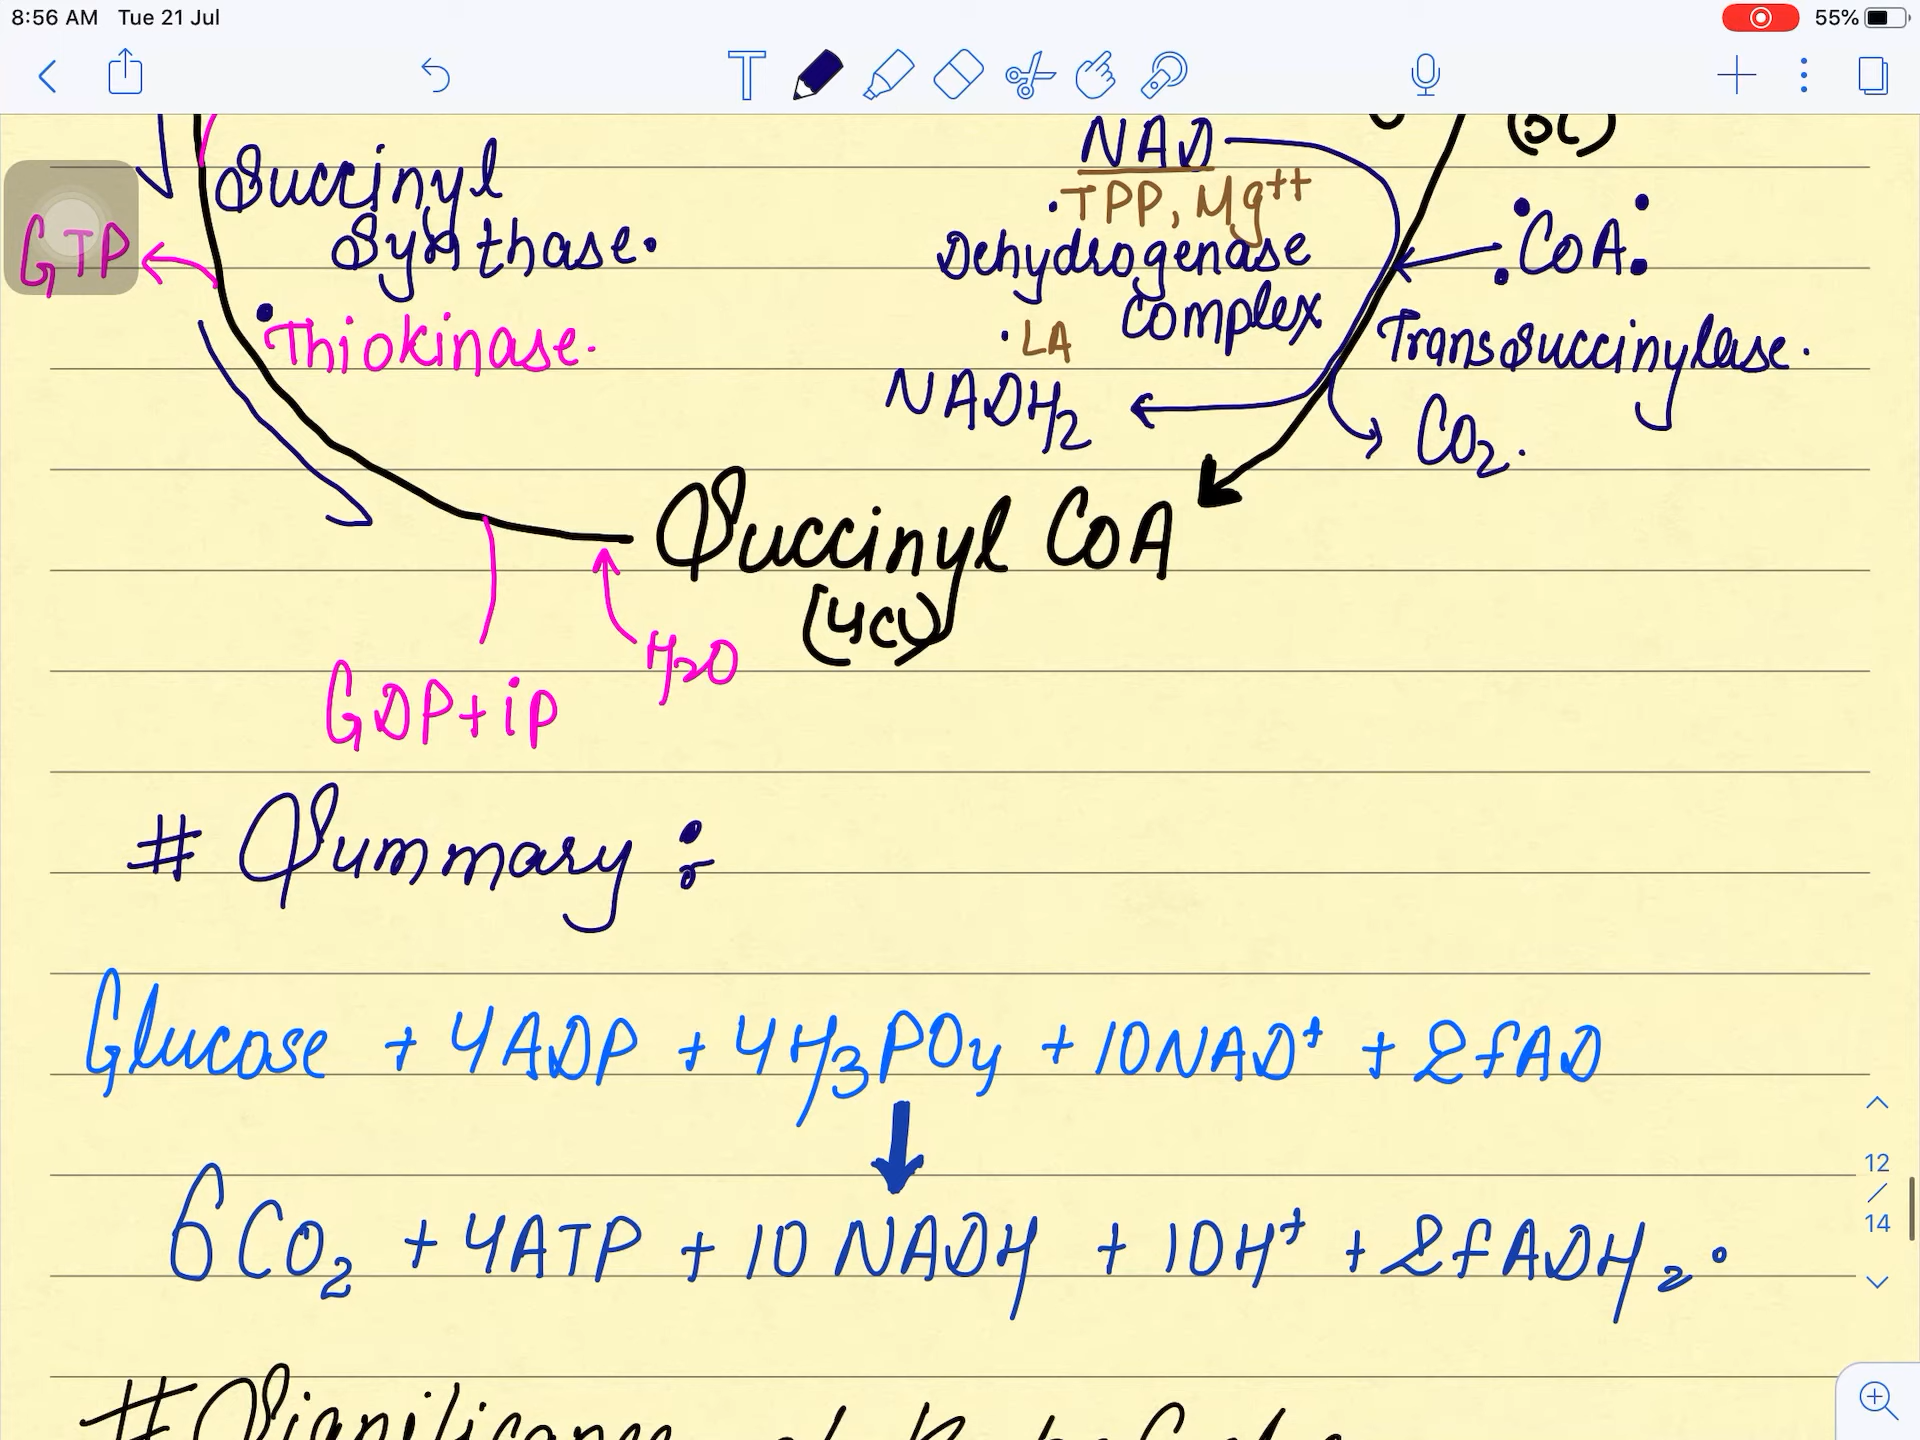 8:56 AM Tue 21 Jul
55%
T
NAD
TPP, Mg++
Succinyl
Synthase.
GTP
Dehydrogenase
complex
CoA.
Thiokinase.
LA
Transsuccinylase.
NADH2
CO2.
Succinyl CoA
(4C)
H2O
GDP+iP
# Summary :
Glucose + 4ADP + 4H3PO4 + 10NAD+ + 2fAD
12
/
14
6CO2 + 4ATP + 10 NADH + 10H+ + 2fADH2.